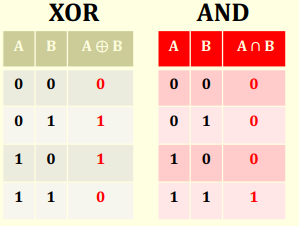 XOR AND
A B A ⊕ B A B A ∩ B
0 0 0 0 0 0
0 1 1 0 1 0
1 0 1 1 0 0
1 1 0 1 1 1